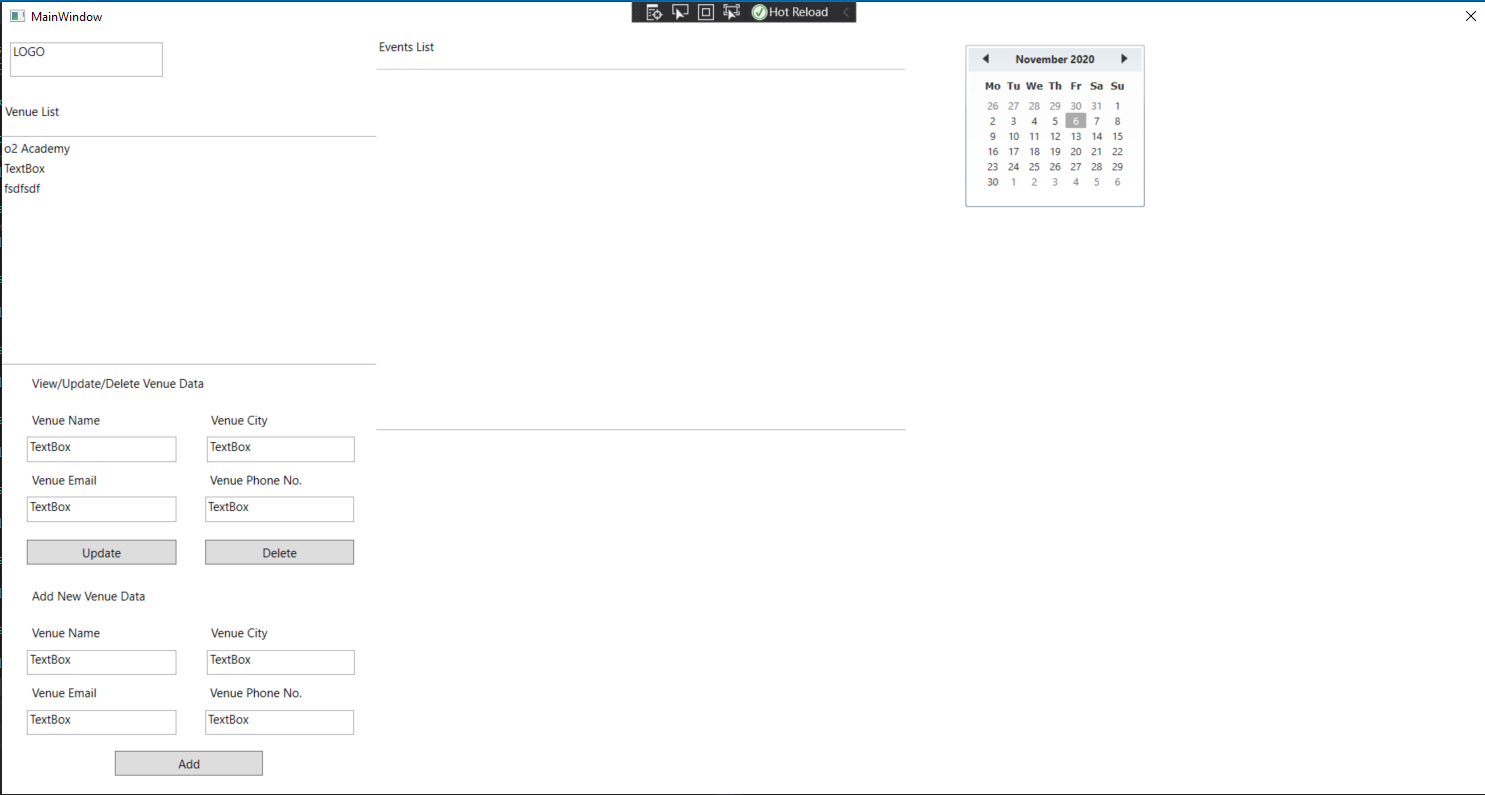 MainWindow
Hot Reload
LOGO
Events List
Venue List
o2 Academy
TextBox
fsdfsdf
November 2020
Mo Tu We Th Fr Sa Su
26 27 28 29 30 31 1
2 3 4 5 6 7 8
9 10 11 12 13 14 15
16 17 18 19 20 21 22
23 24 25 26 27 28 29
30 1 2 3 4 5 6
View/Update/Delete Venue Data
Venue Name Venue City
TextBox TextBox
Venue Email Venue Phone No.
TextBox TextBox
Update Delete
Add New Venue Data
Venue Name Venue City
TextBox TextBox
Venue Email Venue Phone No.
TextBox TextBox
Add